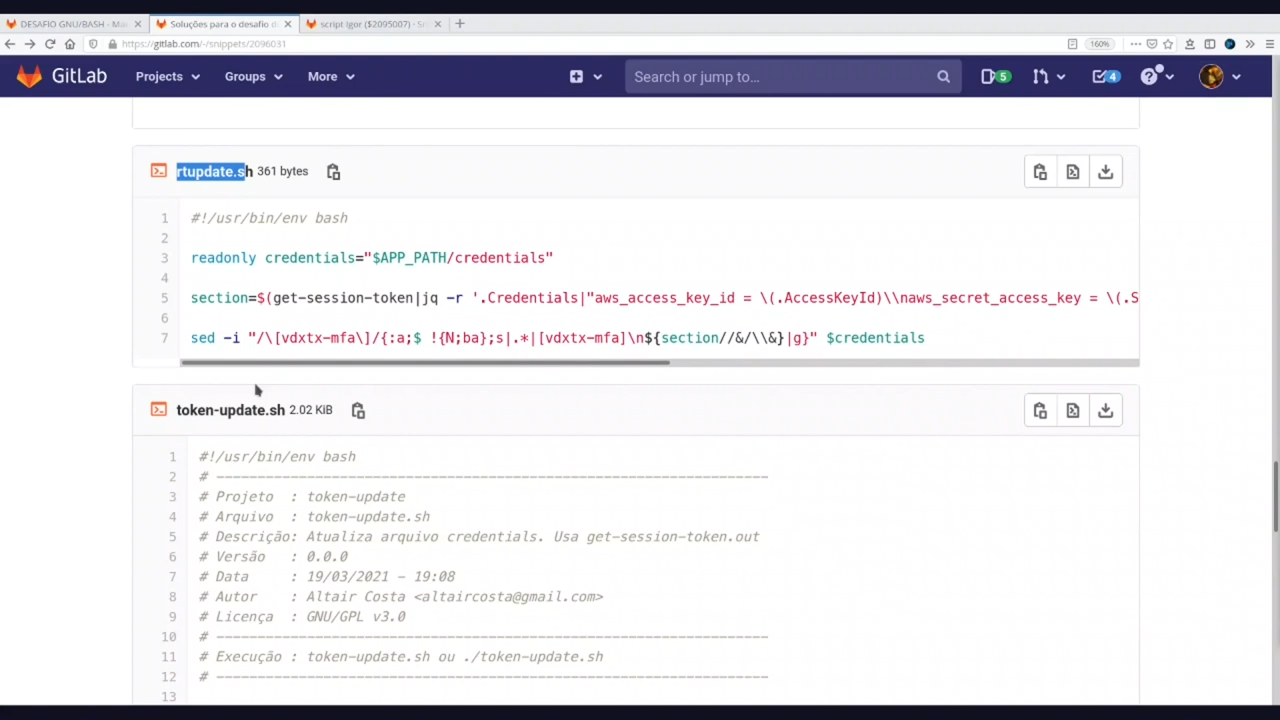 DESAFIO GNU/BASH - Ma
Soluções para o desafio d
script Igor ($2095007) · Sni
https://gitlab.com/-/snippets/2096031
160%
GitLab
Projects
Groups
More
Search or jump to…
5
4
rtupdate.sh 361 bytes
1 #!/usr/bin/env bash
2
3 readonly credentials="$APP_PATH/credentials"
4
5 section=$(get-session-token|jq -r '.Credentials|"aws_access_key_id = \(.AccessKeyId)\\naws_secret_access_key = \(.S
6
7 sed -i "/\[vdxtx-mfa\]/{:a;$ !{N;ba};s|.*|[vdxtx-mfa]\n${section//&/\\&}|g}" $credentials
token-update.sh 2.02 KiB
1 #!/usr/bin/env bash
2 # -------------------------------------------------------------------
3 # Projeto : token-update
4 # Arquivo : token-update.sh
5 # Descrição: Atualiza arquivo credentials. Usa get-session-token.out
6 # Versão : 0.0.0
7 # Data : 19/03/2021 - 19:08
8 # Autor : Altair Costa <altaircosta@gmail.com>
9 # Licença : GNU/GPL v3.0
10 # -------------------------------------------------------------------
11 # Execução : token-update.sh ou ./token-update.sh
12 # -------------------------------------------------------------------
13